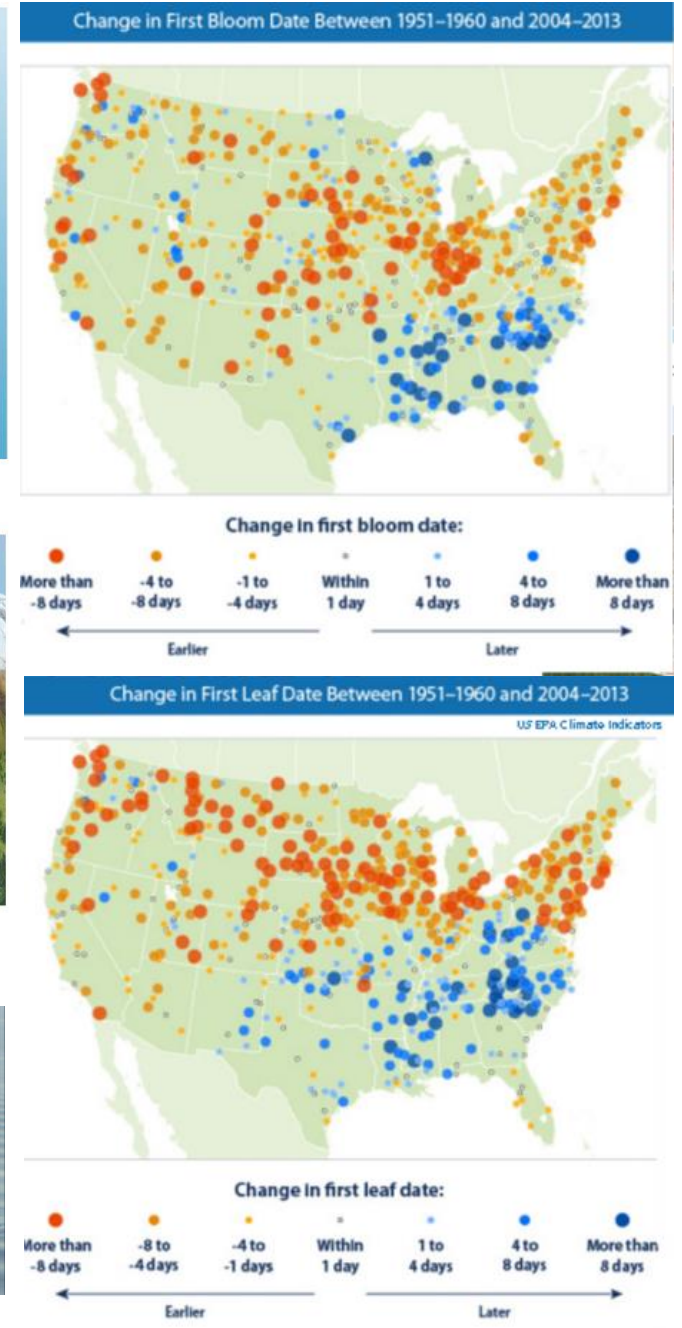 Change in First Bloom Date Between 1951–1960 and 2004–2013
Change in first bloom date:
More than -4 to -1 to Within 1 to 4 to More than
-8 days -8 days -4 days 1 day 4 days 8 days 8 days
Earlier Later
Change in First Leaf Date Between 1951–1960 and 2004–2013
US EPA Climate Indicators
Change in first leaf date:
More than -8 to -4 to Within 1 to 4 to More than
-8 days -4 days -1 days 1 day 4 days 8 days 8 days
Earlier Later